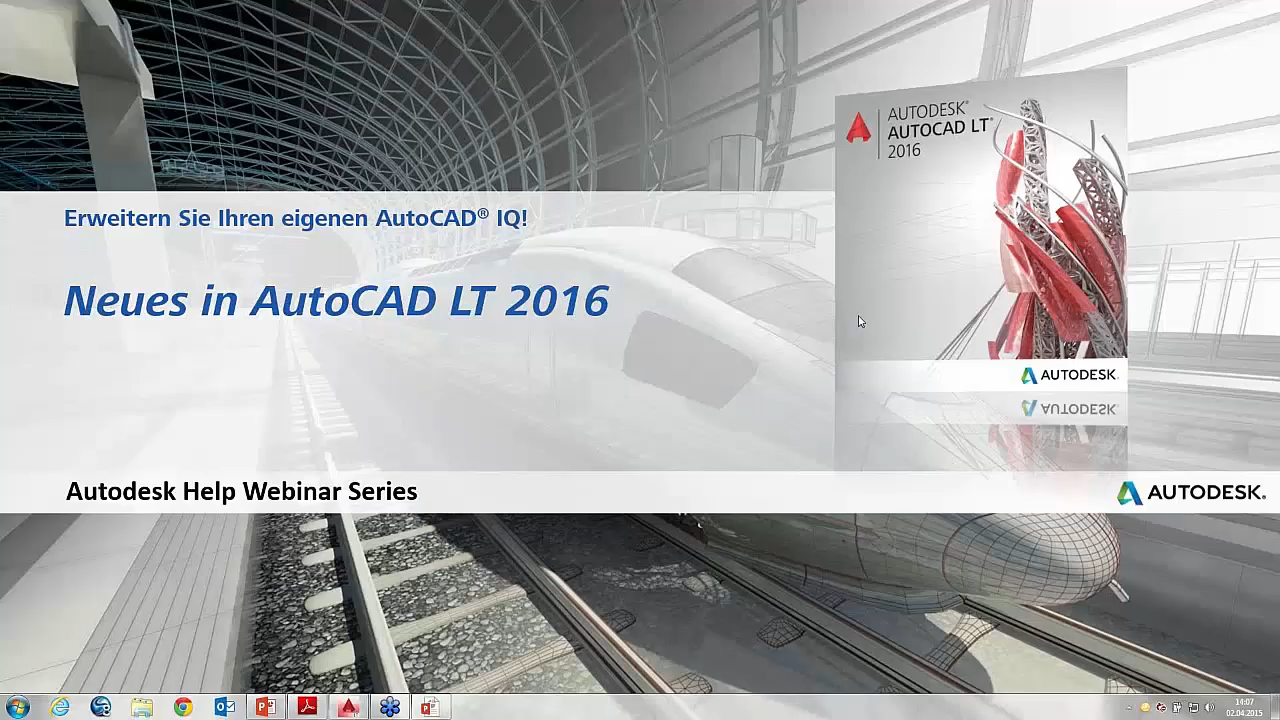 Erweitern Sie Ihren eigenen AutoCAD® IQ!
Neues in AutoCAD LT 2016
AUTODESK®
AUTOCAD LT®
2016
AUTODESK.
AUTODESK.
Autodesk Help Webinar Series
AUTODESK.
14:07
02.04.2015